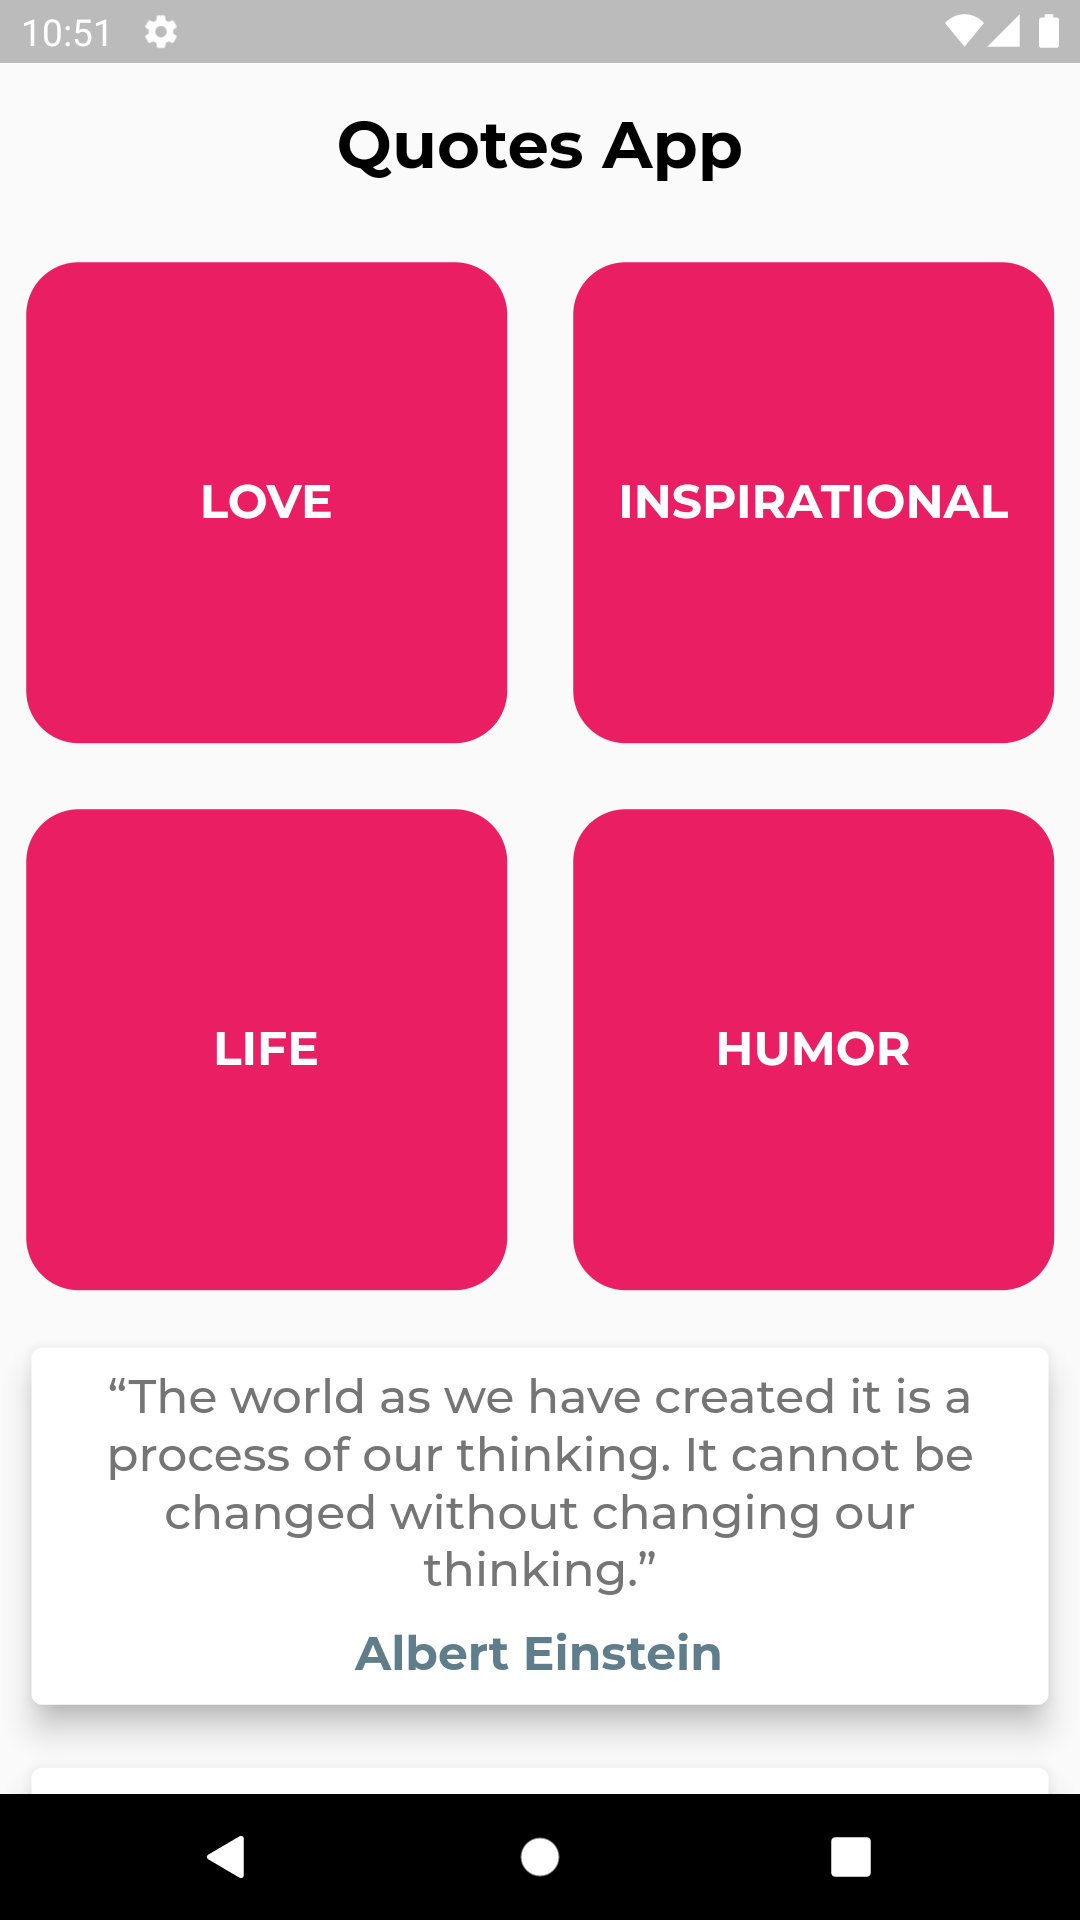 10:51
Quotes App
LOVE
INSPIRATIONAL
LIFE
HUMOR
“The world as we have created it is a
process of our thinking. It cannot be
changed without changing our
thinking.”
Albert Einstein